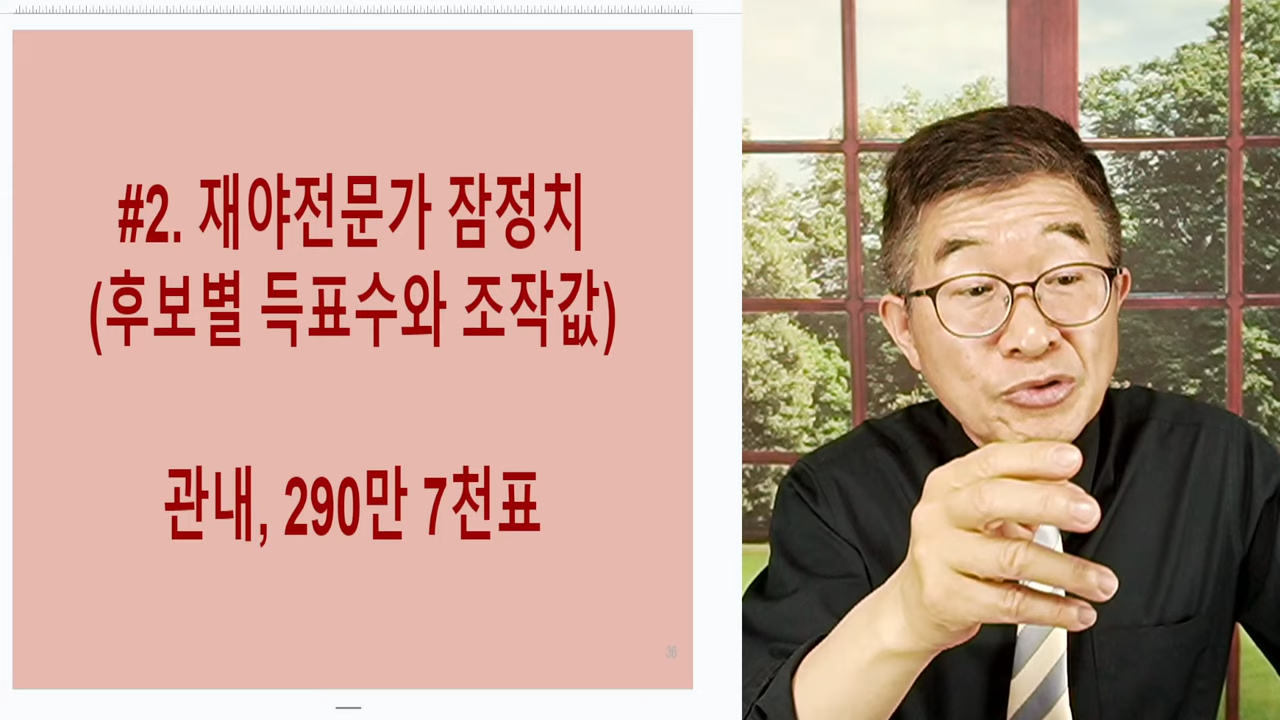 #2. 재야전문가 잠정치
(후보별 득표수와 조작값)
관내, 290만 7천표
36